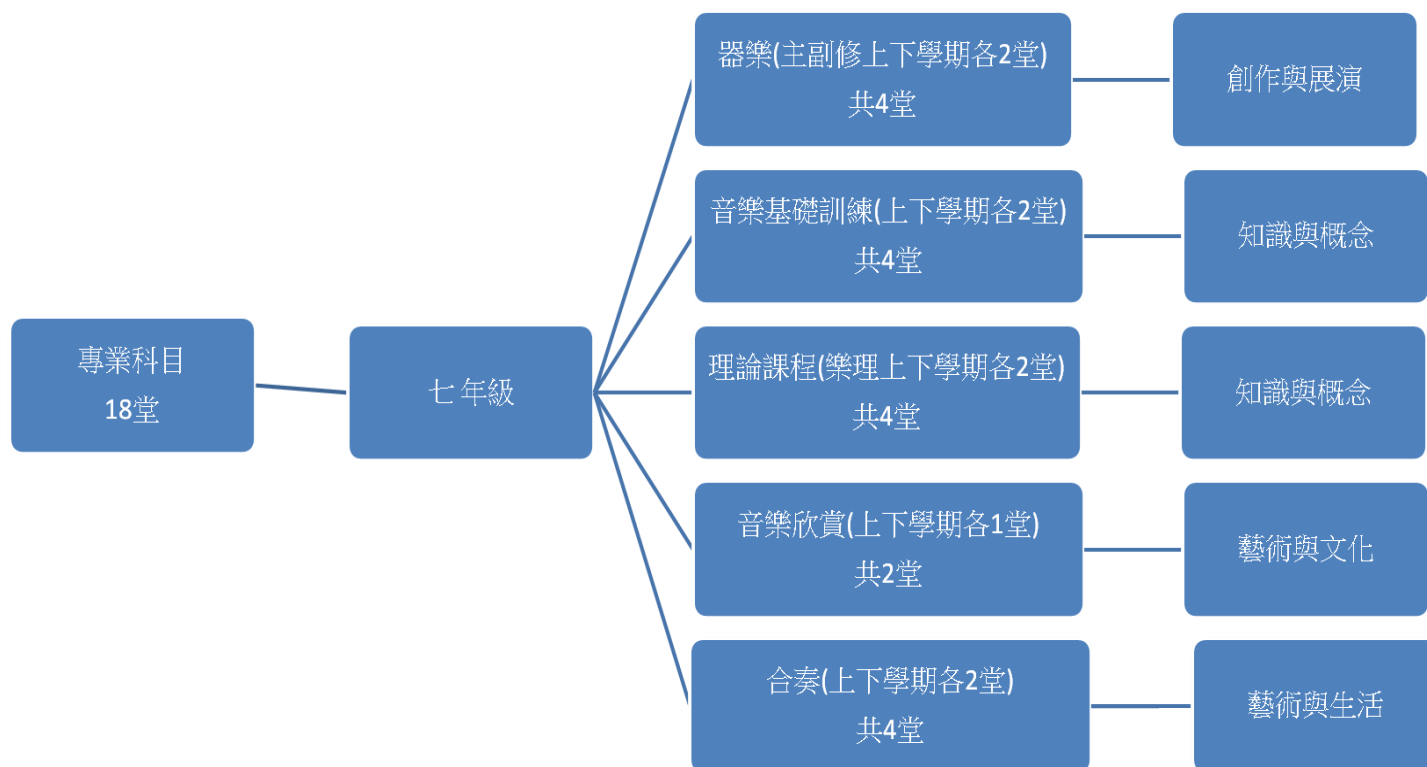 專業科目
18堂
七 年級
器樂(主副修上下學期各2堂)
共4堂
創作與展演
音樂基礎訓練(上下學期各2堂)
共4堂
知識與概念
理論課程(樂理上下學期各2堂)
共4堂
知識與概念
音樂欣賞(上下學期各1堂)
共2堂
藝術與文化
合奏(上下學期各2堂)
共4堂
藝術與生活